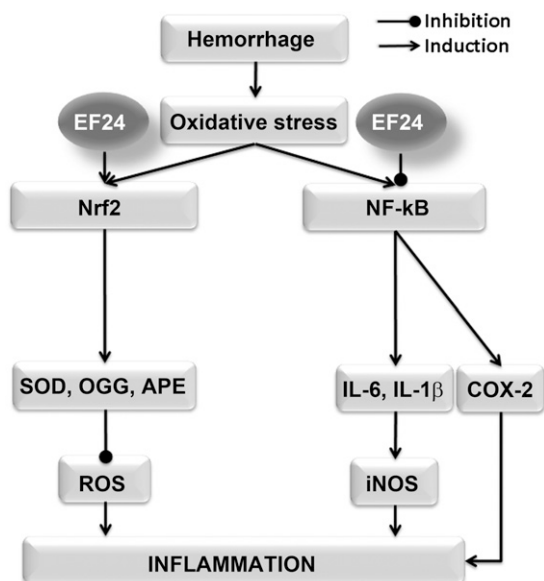 Inhibition
Induction
Hemorrhage
EF24
Oxidative stress
EF24
Nrf2
NF-kB
SOD, OGG, APE
IL-6, IL-1β
COX-2
ROS
iNOS
INFLAMMATION